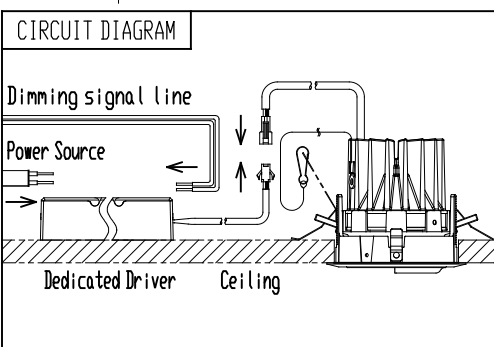 CIRCUIT DIAGRAM
Dimming signal line
Power Source
Dedicated Driver
Ceiling